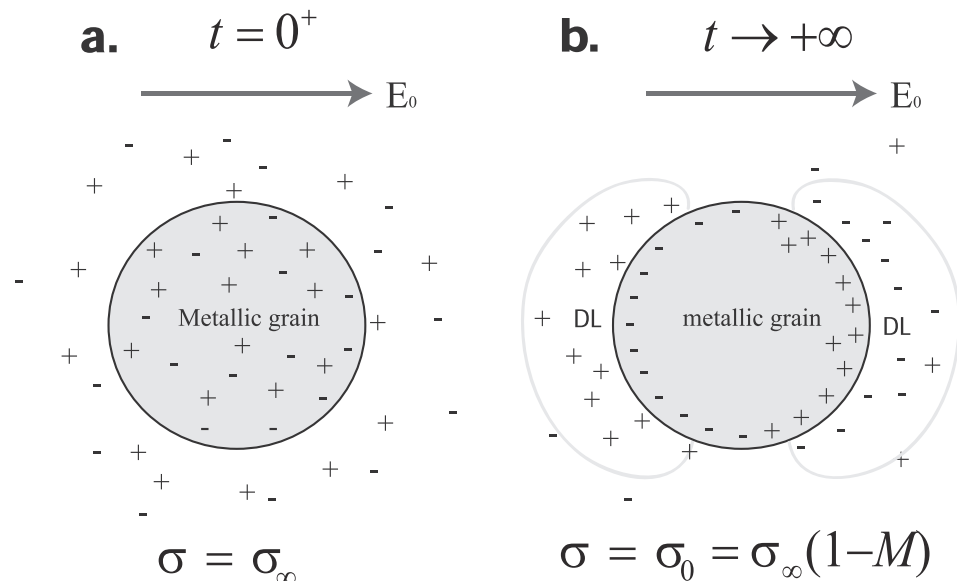 a. t = 0⁺
E₀
Metallic grain
σ = σ∞
b. t → +∞
E₀
DL
metallic grain
DL
σ = σ₀ = σ∞(1–M)